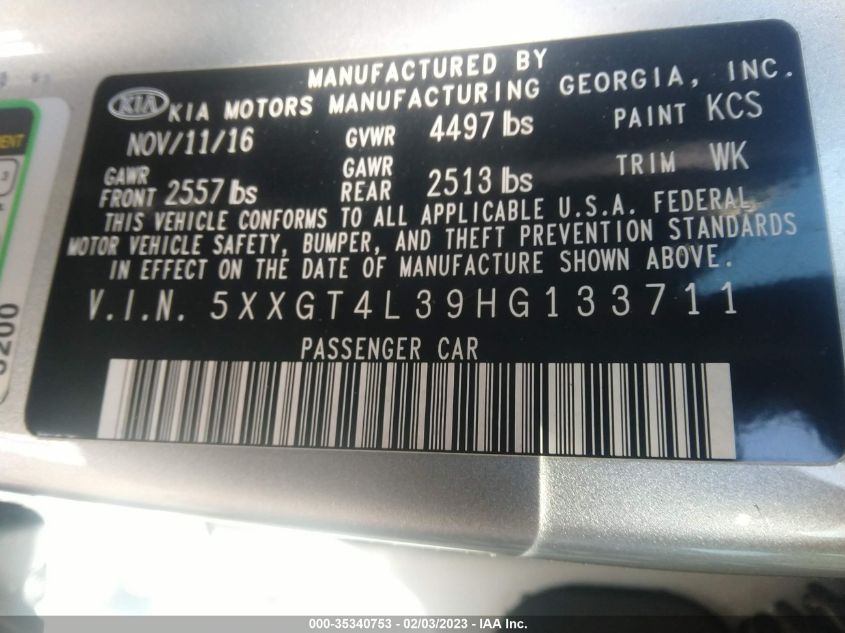 MANUFACTURED BY
KIA KIA MOTORS MANUFACTURING GEORGIA, INC.
NOV/11/16 GVWR 4497 lbs PAINT KCS
GAWR FRONT 2557 lbs GAWR REAR 2513 lbs TRIM WK
THIS VEHICLE CONFORMS TO ALL APPLICABLE U.S.A. FEDERAL
MOTOR VEHICLE SAFETY, BUMPER, AND THEFT PREVENTION STANDARDS
IN EFFECT ON THE DATE OF MANUFACTURE SHOWN ABOVE.
V.I.N. 5XXGT4L39HG133711
PASSENGER CAR
000-35340753 — 02/03/2023 — IAA Inc.